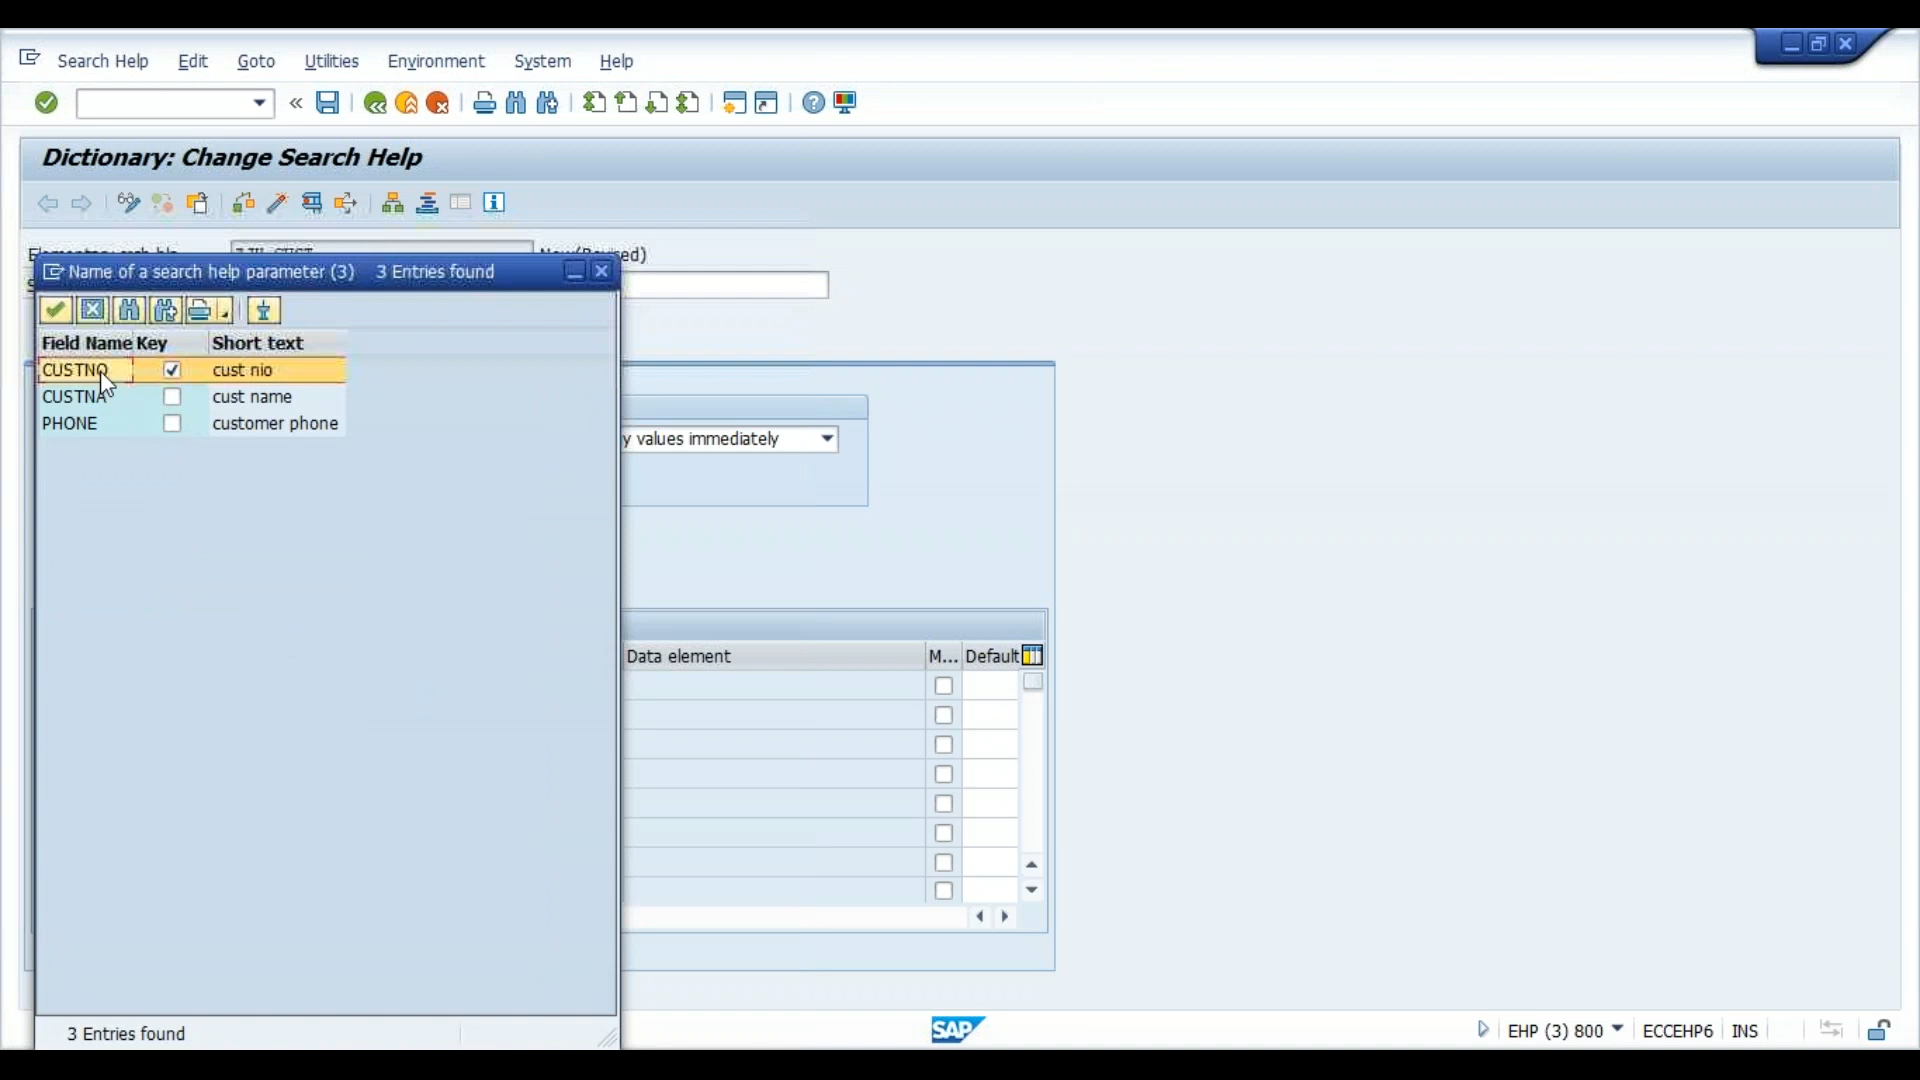 Search Help Edit Goto Utilities Environment System Help
Dictionary: Change Search Help
Name of a search help parameter (3) 3 Entries found
Field Name Key Short text
CUSTNO cust nio
CUSTNA cust name
PHONE customer phone
y values immediately
Data element M... Default
3 Entries found
SAP EHP (3) 800 ECCEHP6 INS